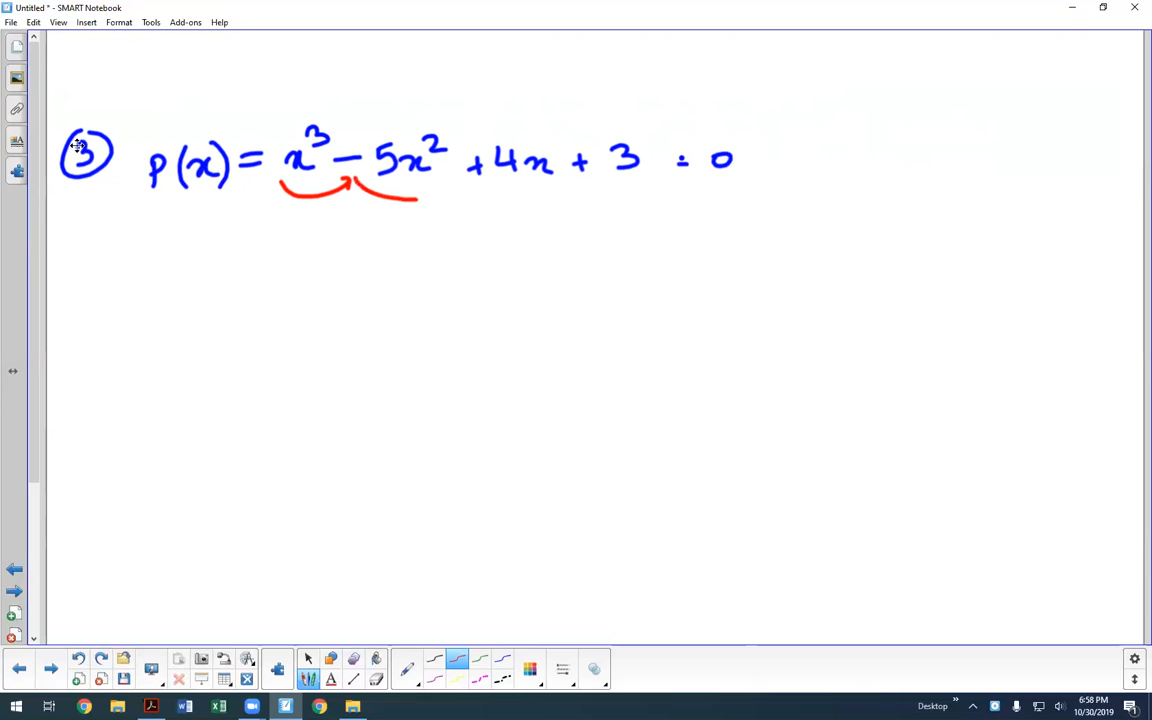 Untitled * - SMART Notebook
File Edit View Insert Format Tools Add-ons Help
③ P(x) = x³ - 5x² + 4x + 3 = 0
A
Desktop
6:58 PM
10/30/2019
1